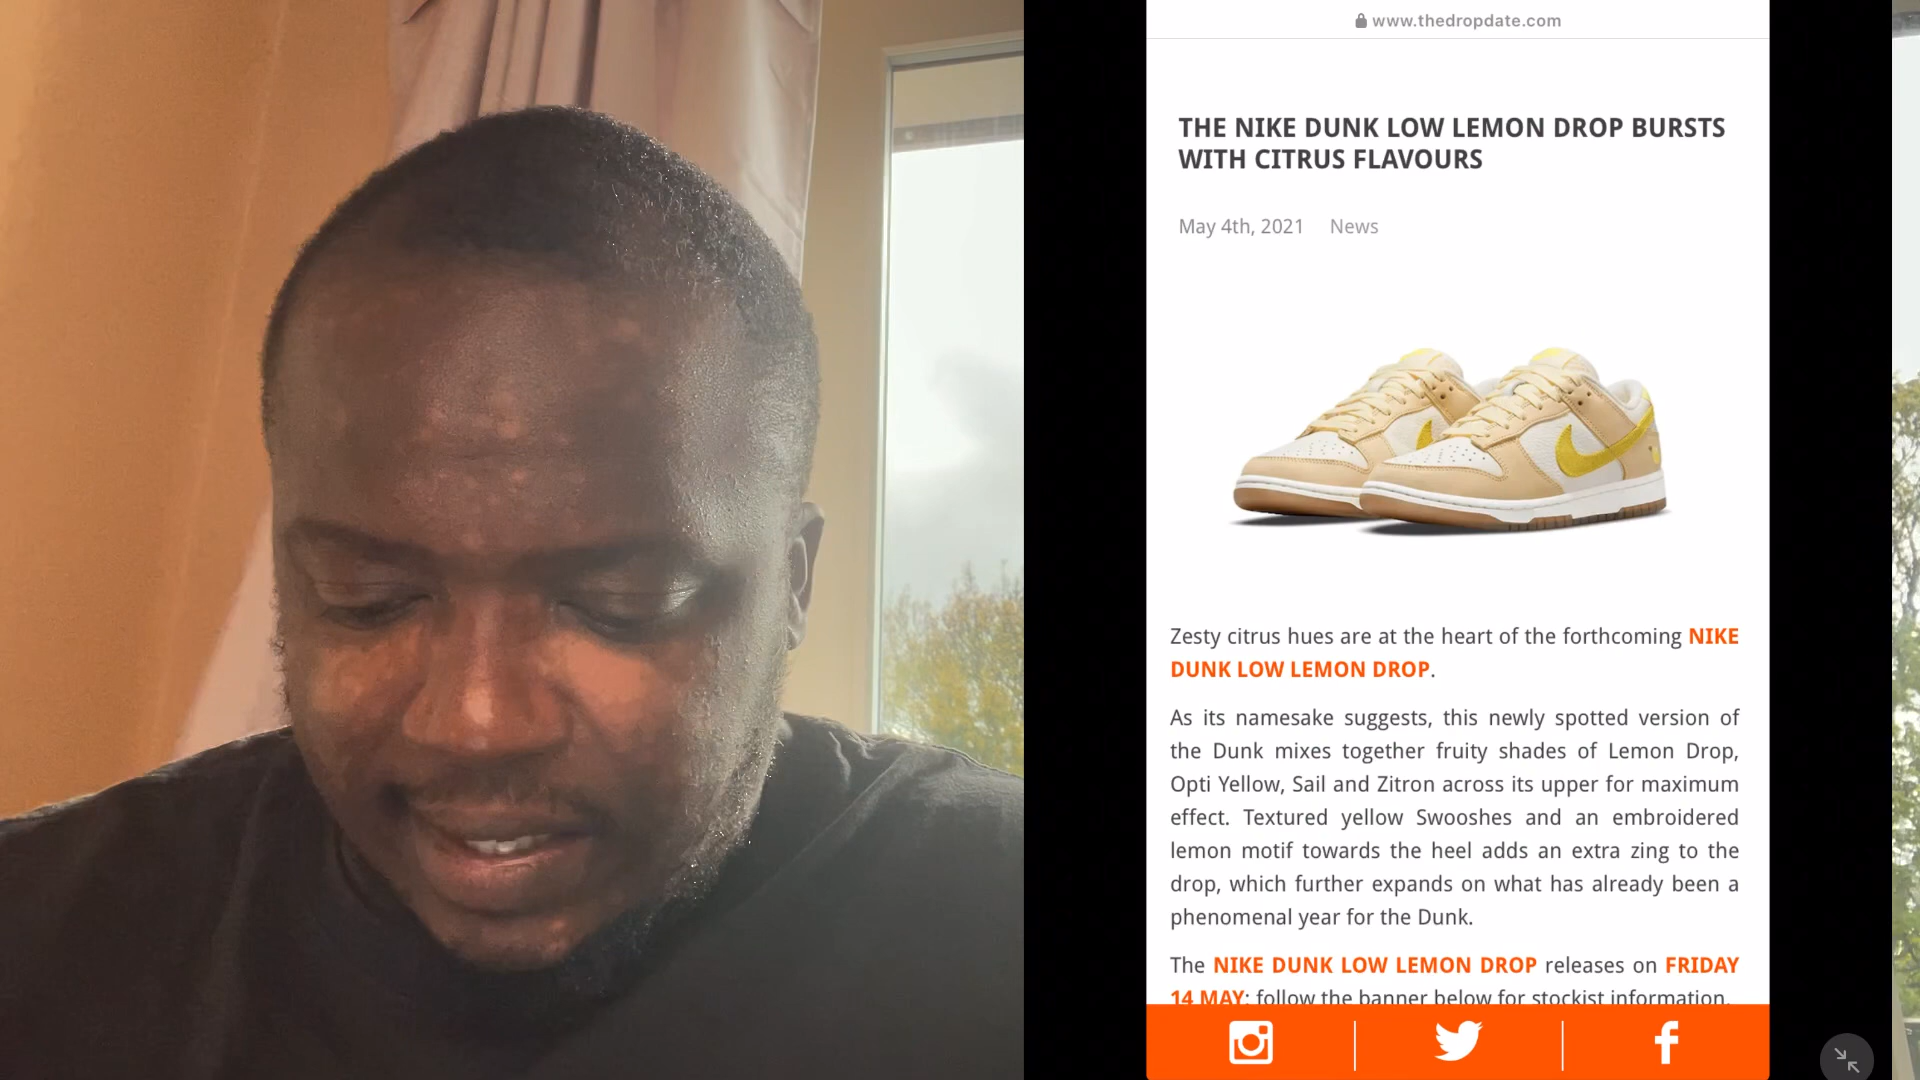 www.thedropdate.com
THE NIKE DUNK LOW LEMON DROP BURSTS
WITH CITRUS FLAVOURS
May 4th, 2021 News
Zesty citrus hues are at the heart of the forthcoming NIKE
DUNK LOW LEMON DROP.
As its namesake suggests, this newly spotted version of
the Dunk mixes together fruity shades of Lemon Drop,
Opti Yellow, Sail and Zitron across its upper for maximum
effect. Textured yellow Swooshes and an embroidered
lemon motif towards the heel adds an extra zing to the
drop, which further expands on what has already been a
phenomenal year for the Dunk.
The NIKE DUNK LOW LEMON DROP releases on FRIDAY
14 MAY; follow the banner below for stockist information.